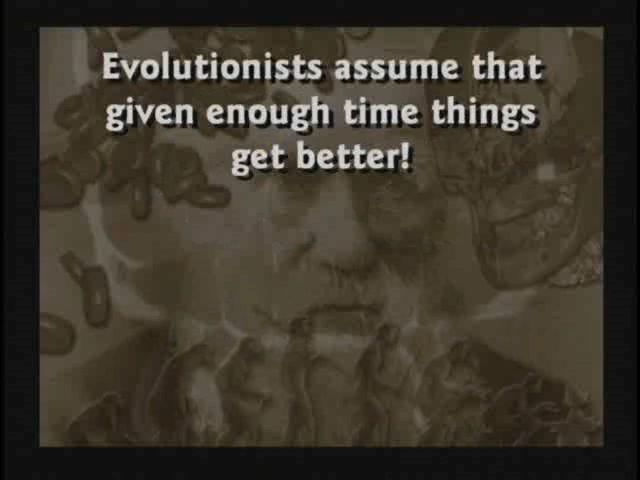 Evolutionists assume that
given enough time things
get better!